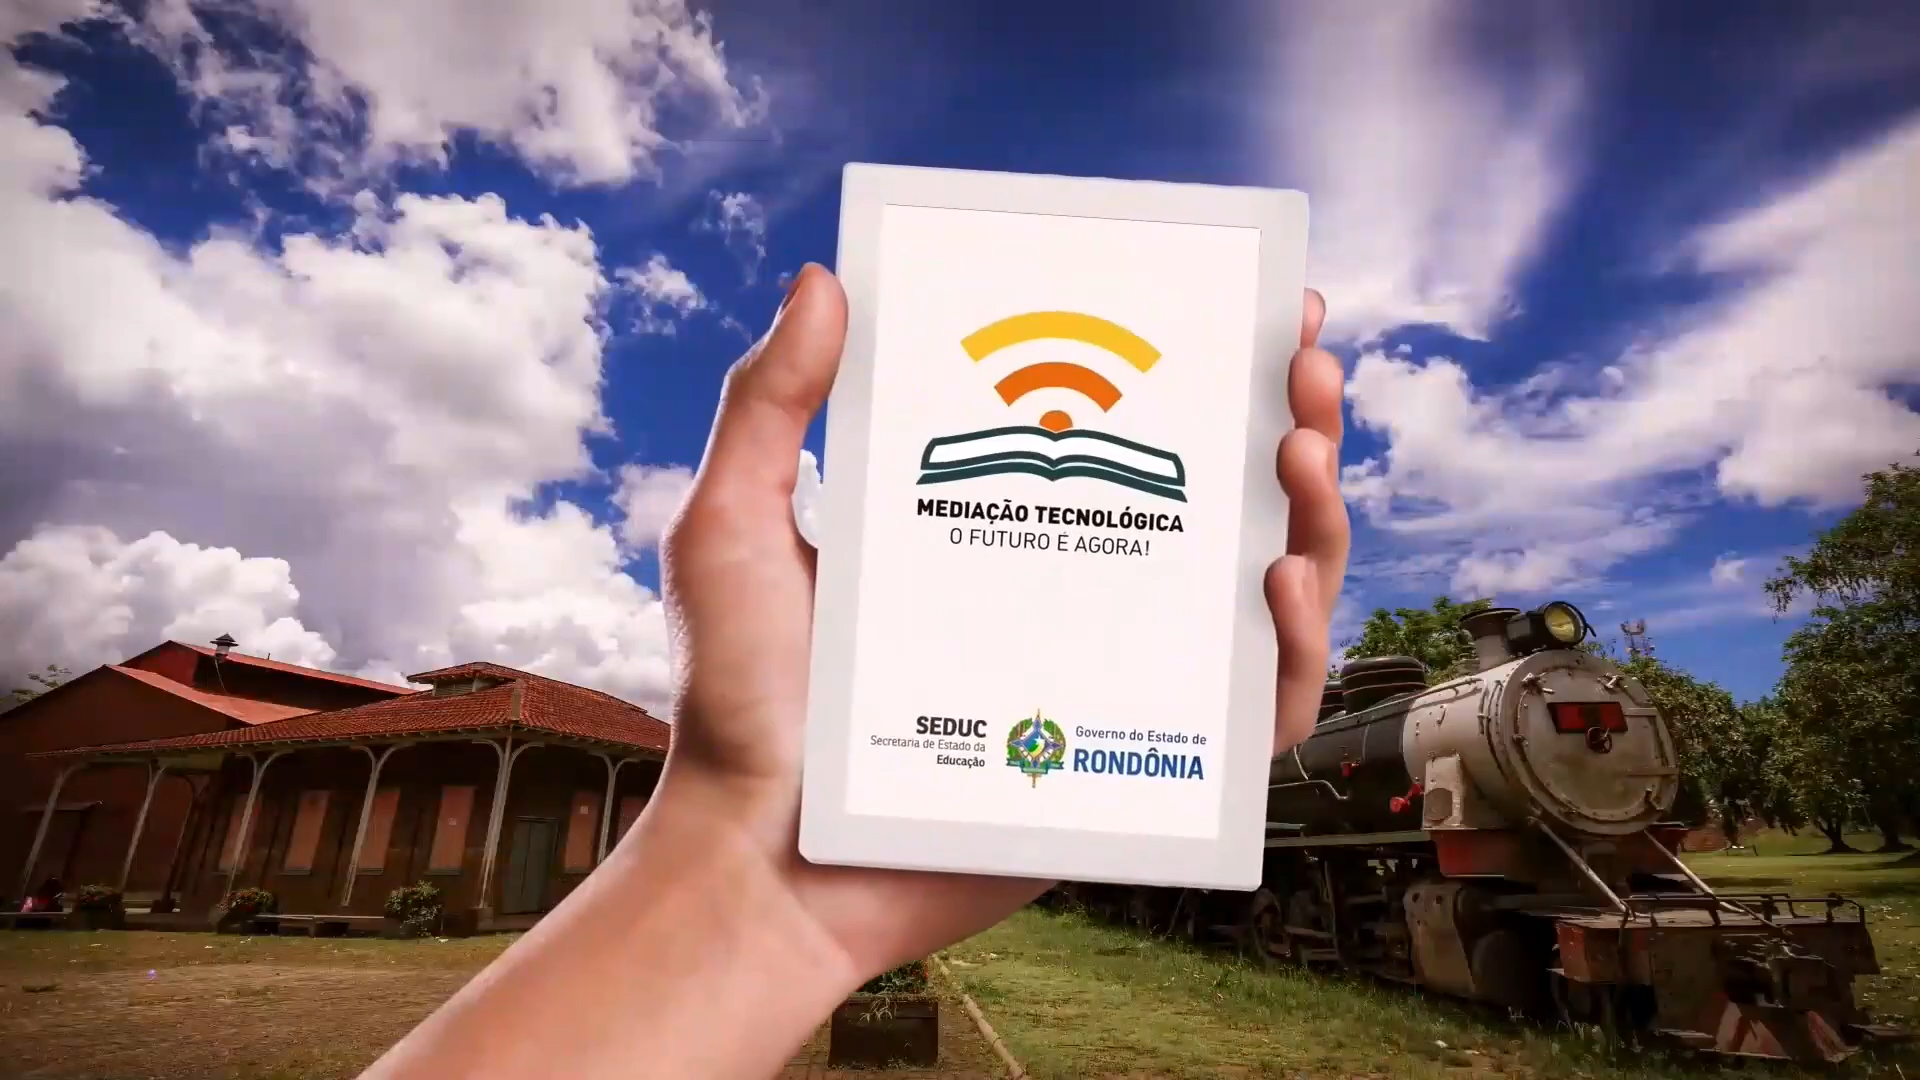 MEDIAÇÃO TECNOLÓGICA
O FUTURO É AGORA!
SEDUC
Secretaria de Estado da
Educação
Governo do Estado de
RONDÔNIA